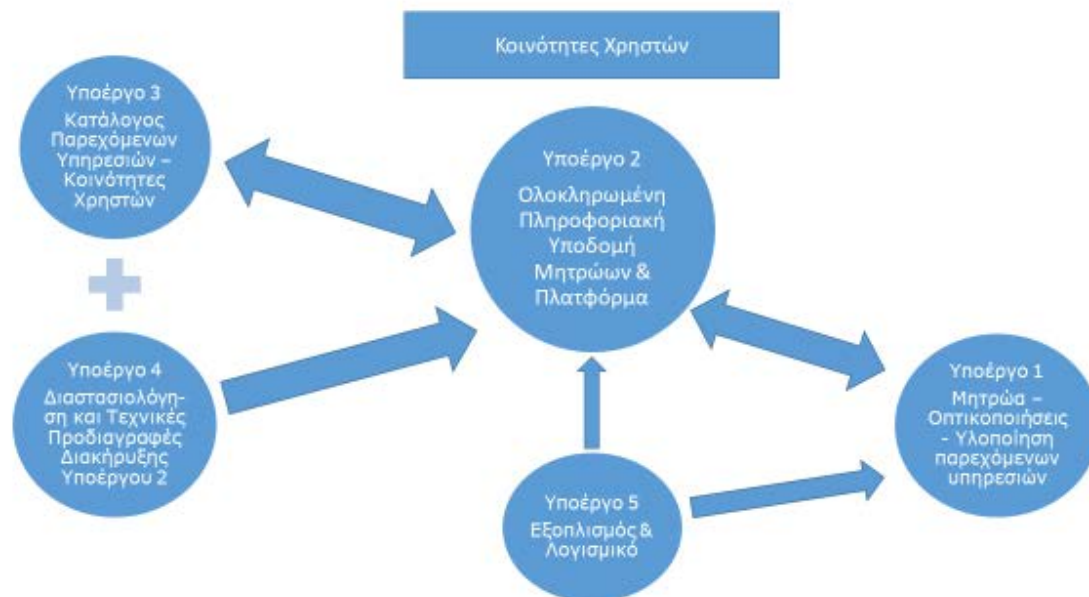 Κοινότητες Χρηστών
Υποέργο 3
Κατάλογος
Παρεχόμενων
Υπηρεσιών –
Κοινότητες
Χρηστών
Υποέργο 2
Ολοκληρωμένη
Πληροφοριακή
Υποδομή
Μητρώων &
Πλατφόρμα
Υποέργο 4
Διαστασιολόγη-
ση και Τεχνικές
Προδιαγραφές
Διακήρυξης
Υποέργου 2
Υποέργο 1
Μητρώα –
Οπτικοποιήσεις
- Υλοποίηση
παρεχόμενων
υπηρεσιών
Υποέργο 5
Εξοπλισμός &
Λογισμικό